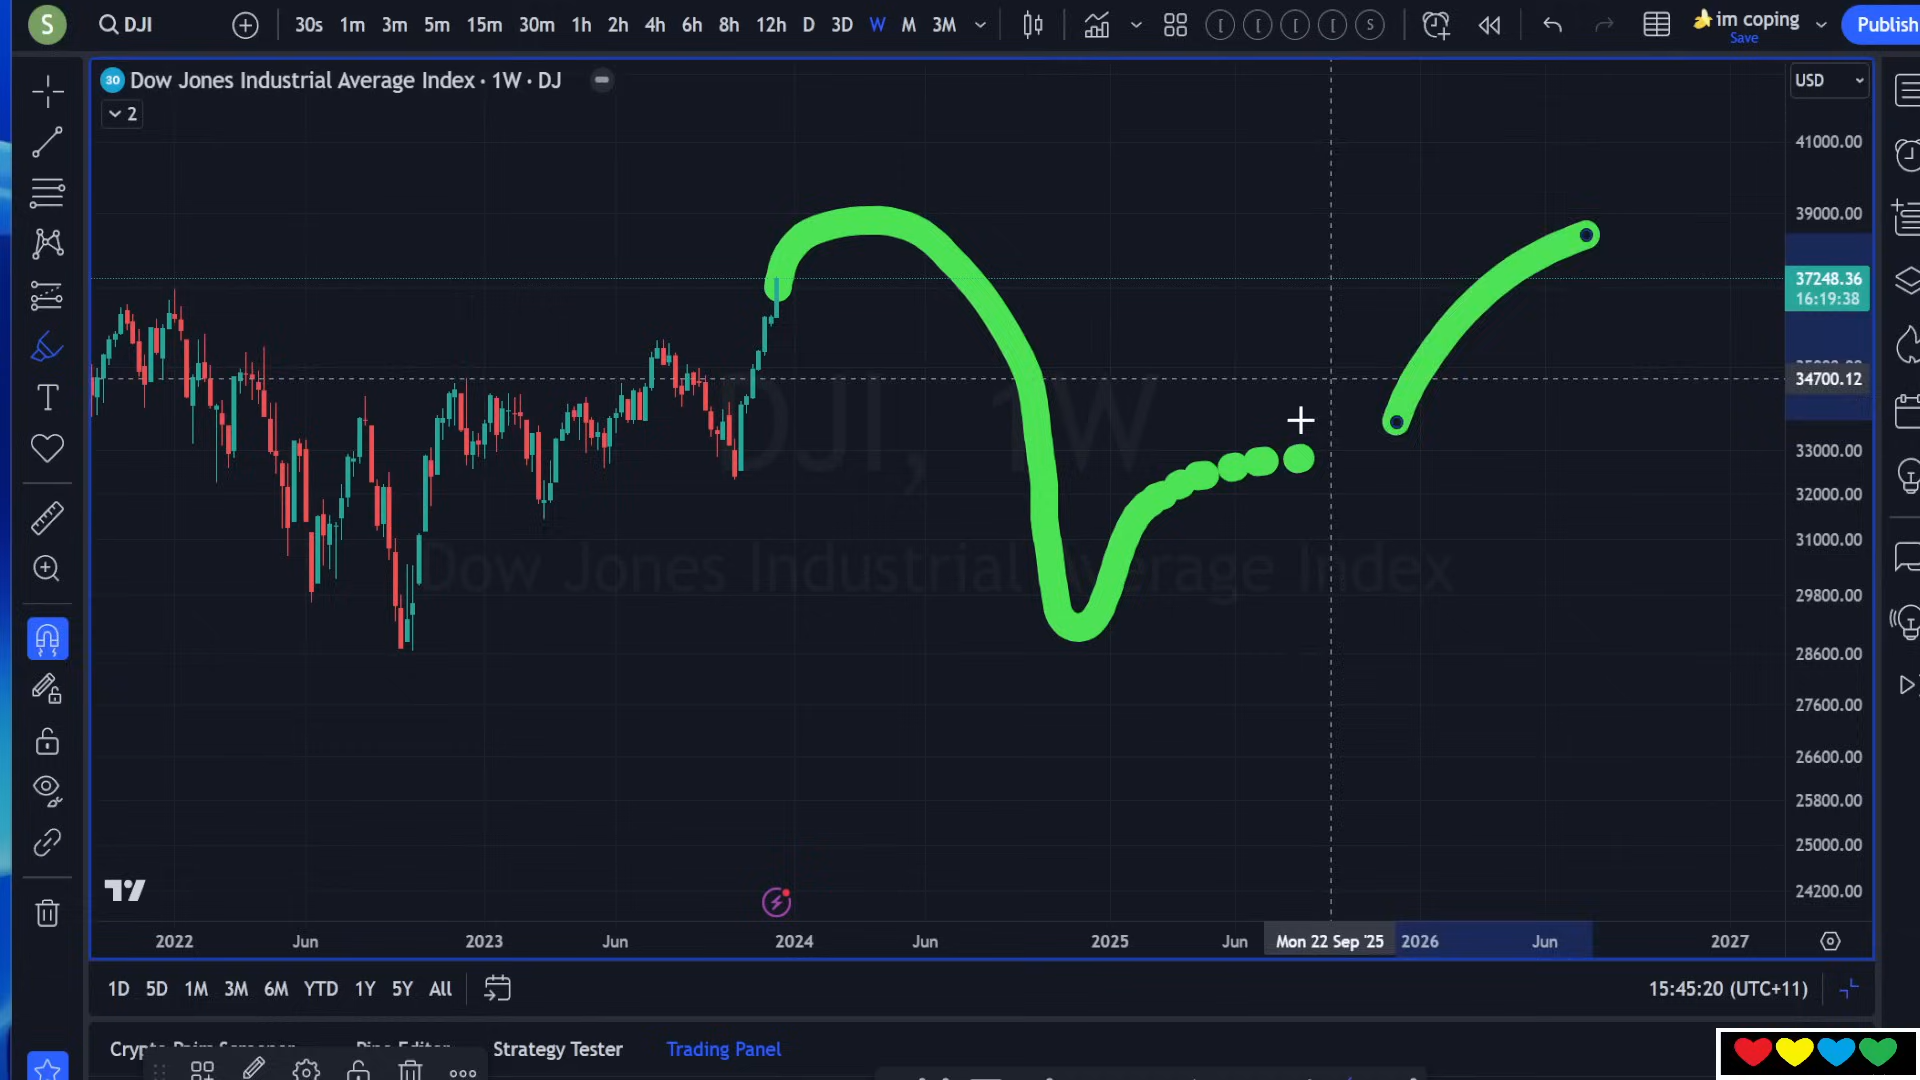 S DJI 30s 1m 3m 5m 15m 30m 1h 2h 4h 6h 8h 12h D 3D W M 3M [ [ [ [ S im coping Publish
Save
30 Dow Jones Industrial Average Index · 1W · DJ USD
2
41000.00
39000.00
37248.36
16:19:38
34700.12
33000.00
32000.00
31000.00
29800.00
28600.00
27600.00
26600.00
25800.00
25000.00
24200.00
DJI, 1W
Dow Jones Industrial Average Index
2022 Jun 2023 Jun 2024 Jun 2025 Jun Mon 22 Sep '25 2026 Jun 2027
1D 5D 1M 3M 6M YTD 1Y 5Y All 15:45:20 (UTC+11)
Strategy Tester Trading Panel